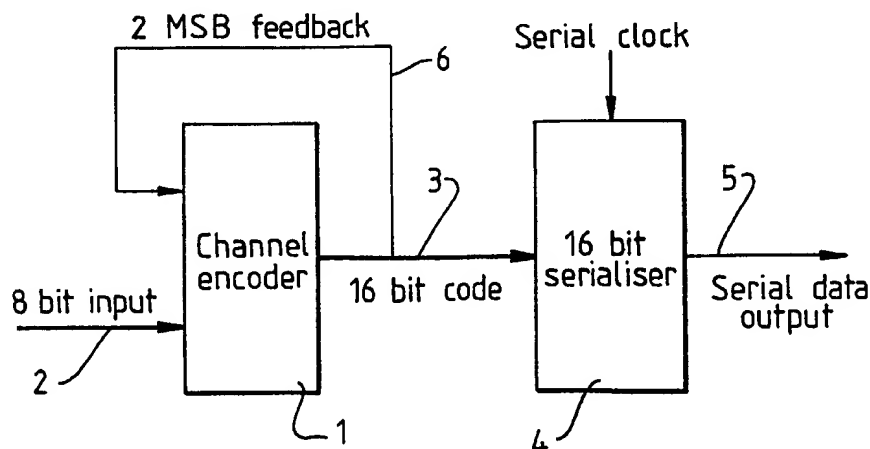 2 MSB feedback
6
Serial clock
3
5
Channel
encoder
16 bit
serialiser
8 bit input
16 bit code
Serial data
output
2
1
4